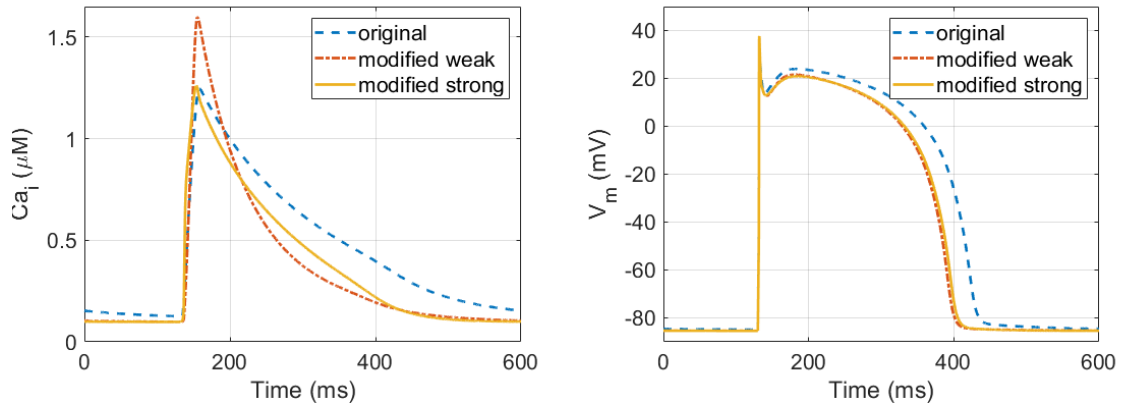 original
modified weak
modified strong
1.5
1
0.5
0
Ca_i (μM)
0 200 400 600
Time (ms)
original
modified weak
modified strong
40
20
0
-20
-40
-60
-80
V_m (mV)
0 200 400 600
Time (ms)